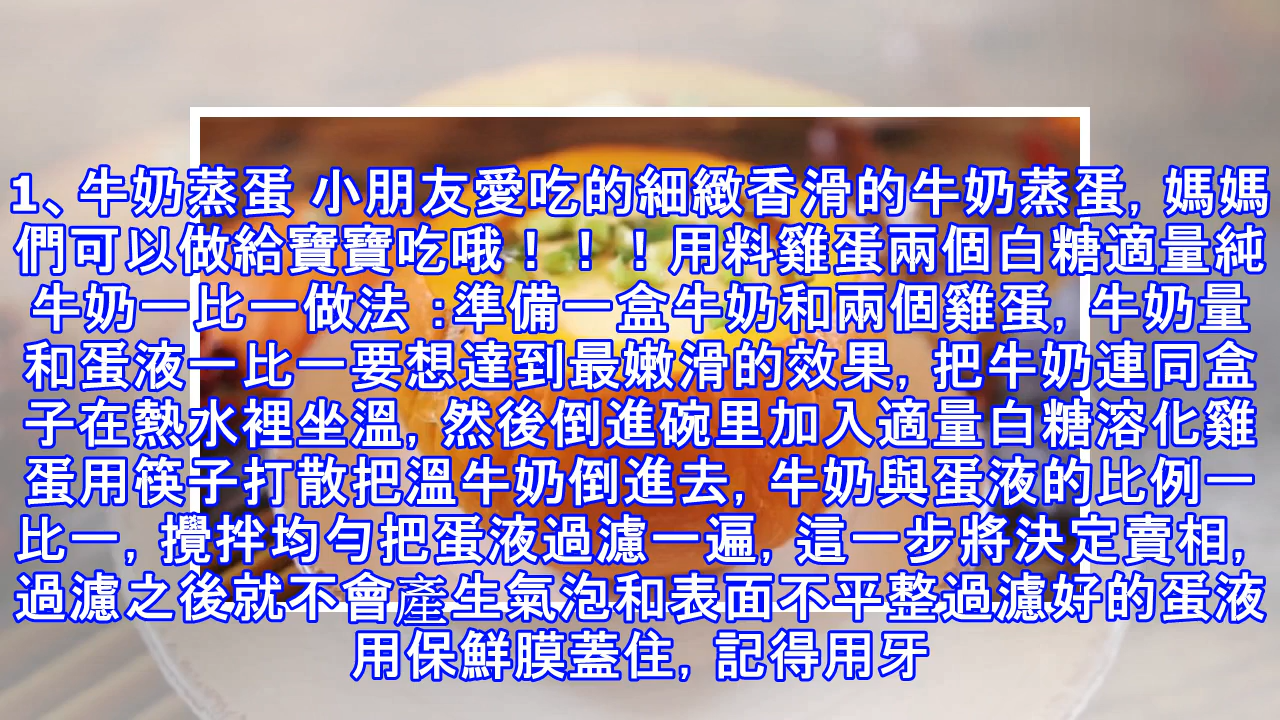 1、牛奶蒸蛋 小朋友愛吃的細緻香滑的牛奶蒸蛋, 媽媽
們可以做給寶寶吃哦！！！用料雞蛋兩個白糖適量純
牛奶一比一做法 :準備一盒牛奶和兩個雞蛋, 牛奶量
和蛋液一比一要想達到最嫩滑的效果, 把牛奶連同盒
子在熱水裡坐溫, 然後倒進碗里加入適量白糖溶化雞
蛋用筷子打散把溫牛奶倒進去, 牛奶與蛋液的比例一
比一, 攪拌均勻把蛋液過濾一遍, 這一步將決定賣相,
過濾之後就不會產生氣泡和表面不平整過濾好的蛋液
用保鮮膜蓋住, 記得用牙